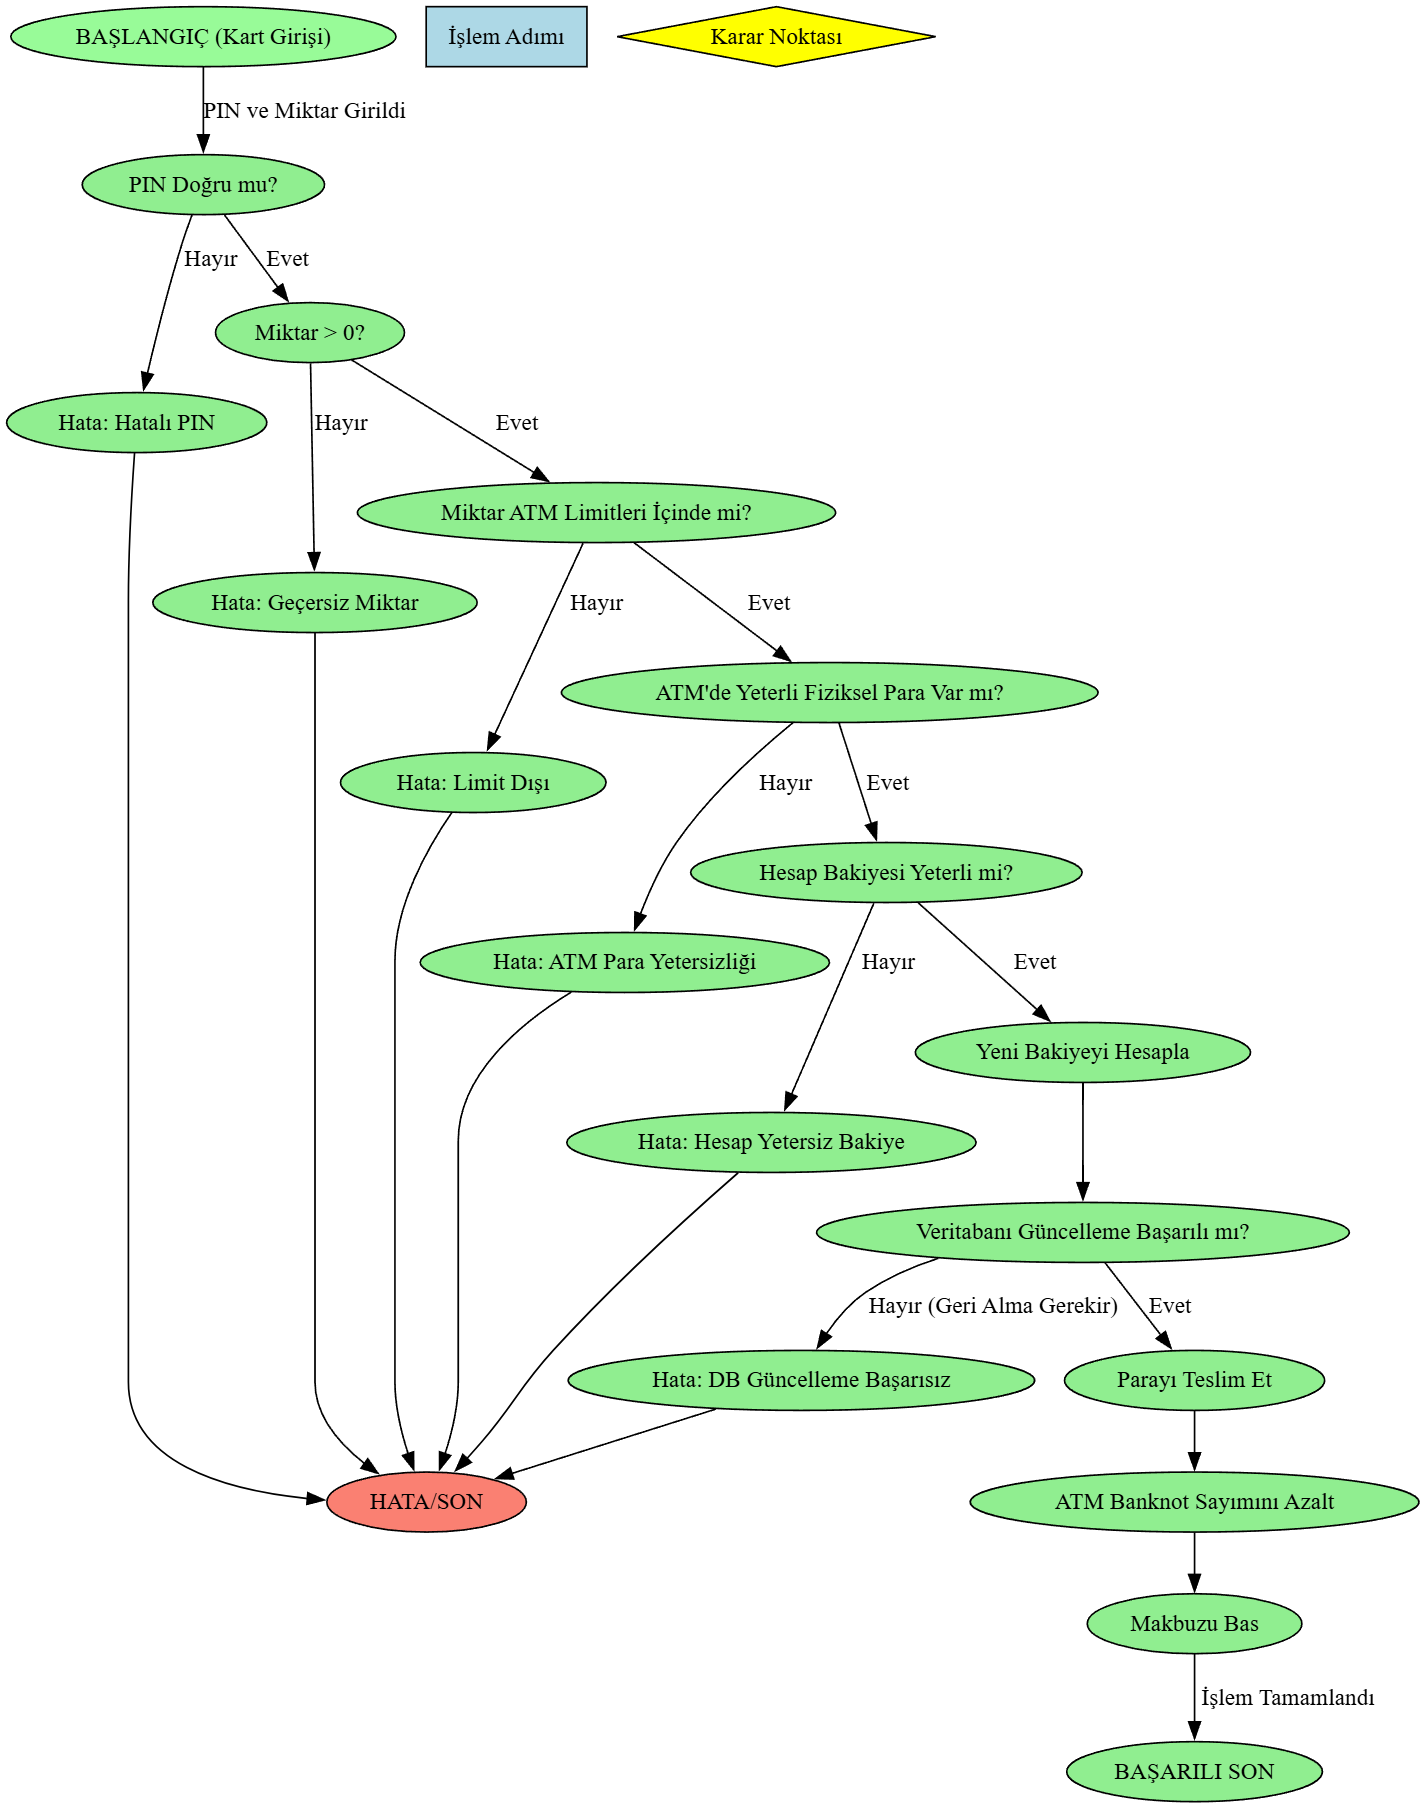 BAŞLANGIÇ (Kart Girişi)
İşlem Adımı
Karar Noktası
PIN ve Miktar Girildi
PIN Doğru mu?
Hayır
Evet
Miktar > 0?
Hata: Hatalı PIN
Hayır
Evet
Miktar ATM Limitleri İçinde mi?
Hata: Geçersiz Miktar
Hayır
Evet
ATM'de Yeterli Fiziksel Para Var mı?
Hata: Limit Dışı
Hayır
Evet
Hesap Bakiyesi Yeterli mi?
Hata: ATM Para Yetersizliği
Hayır
Evet
Yeni Bakiyeyi Hesapla
Hata: Hesap Yetersiz Bakiye
Veritabanı Güncelleme Başarılı mı?
Hayır (Geri Alma Gerekir)
Evet
Hata: DB Güncelleme Başarısız
Parayı Teslim Et
HATA/SON
ATM Banknot Sayımını Azalt
Makbuzu Bas
İşlem Tamamlandı
BAŞARILI SON